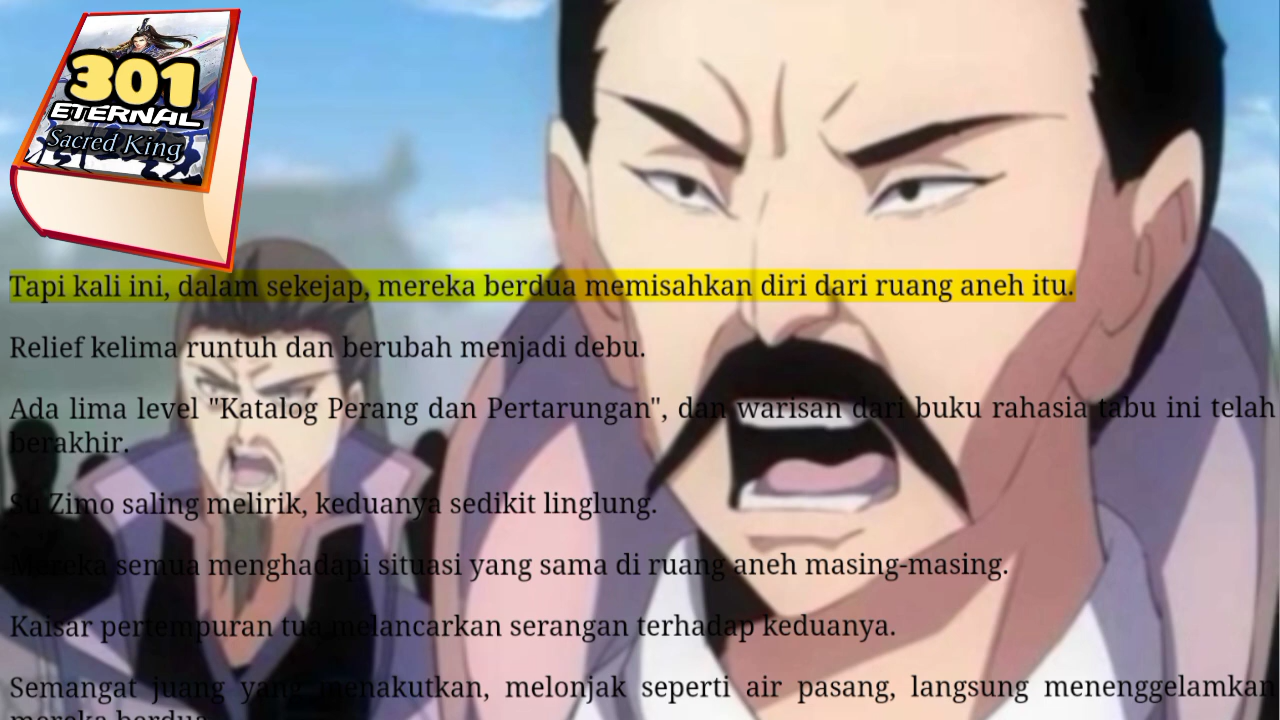 301
ETERNAL
Sacred King
Tapi kali ini, dalam sekejap, mereka berdua memisahkan diri dari ruang aneh itu.
Relief kelima runtuh dan berubah menjadi debu.
Ada lima level "Katalog Perang dan Pertarungan", dan warisan dari buku rahasia tabu ini telah
berakhir.
Su Zimo saling melirik, keduanya sedikit linglung.
Mereka semua menghadapi situasi yang sama di ruang aneh masing-masing.
Kaisar pertempuran tua melancarkan serangan terhadap keduanya.
Semangat juang yang menakutkan, melonjak seperti air pasang, langsung menenggelamkan
mereka berdua.